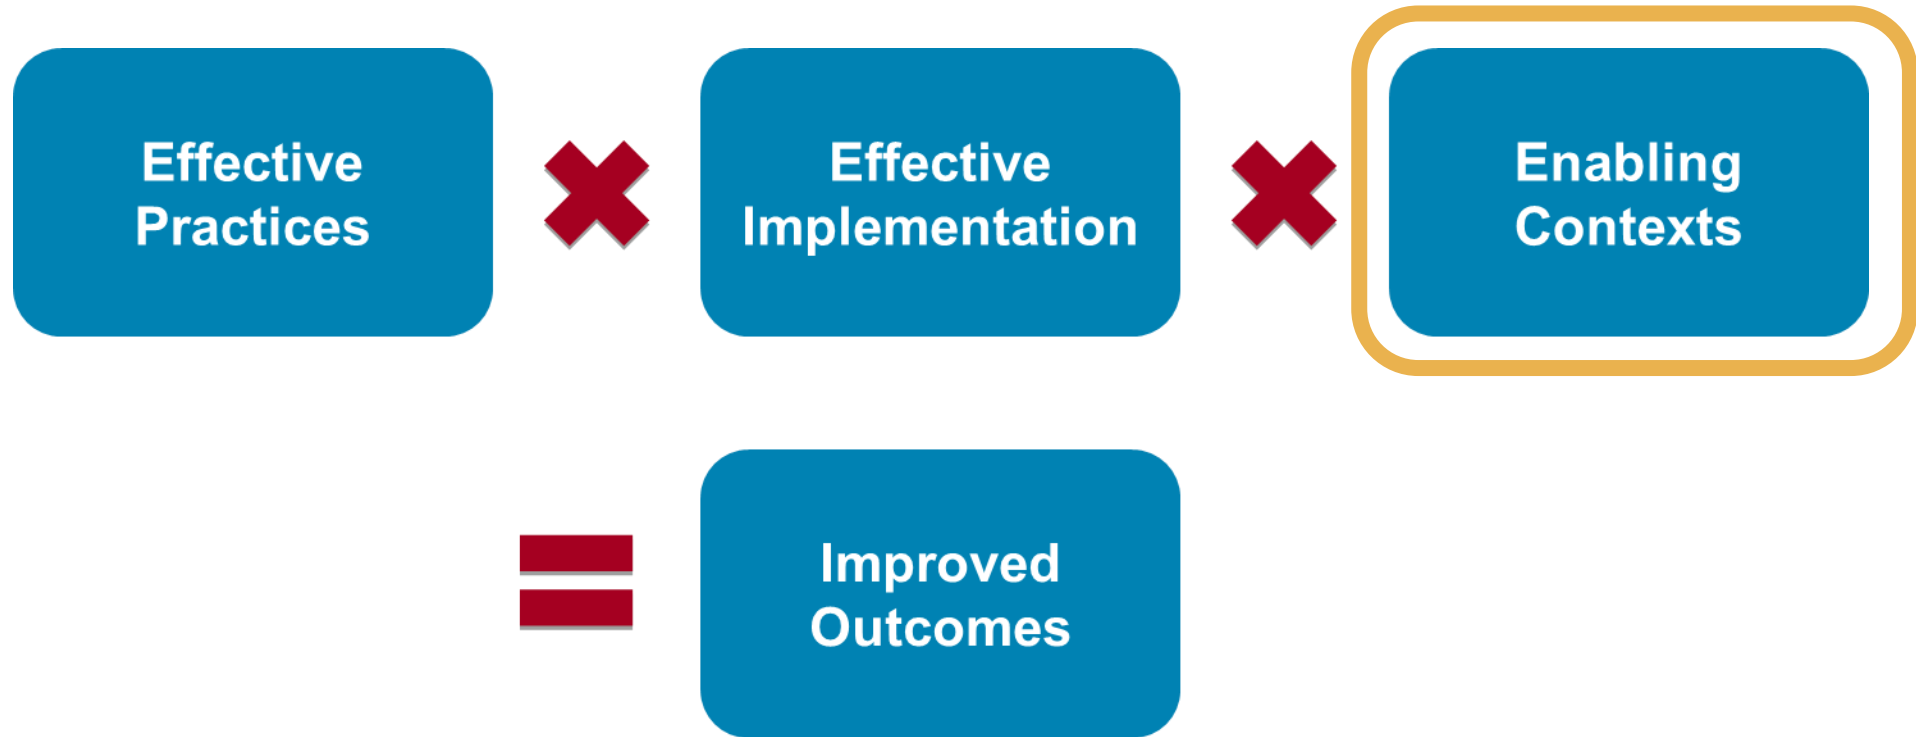 Effective
Practices
Effective
Implementation
Enabling
Contexts
Improved
Outcomes